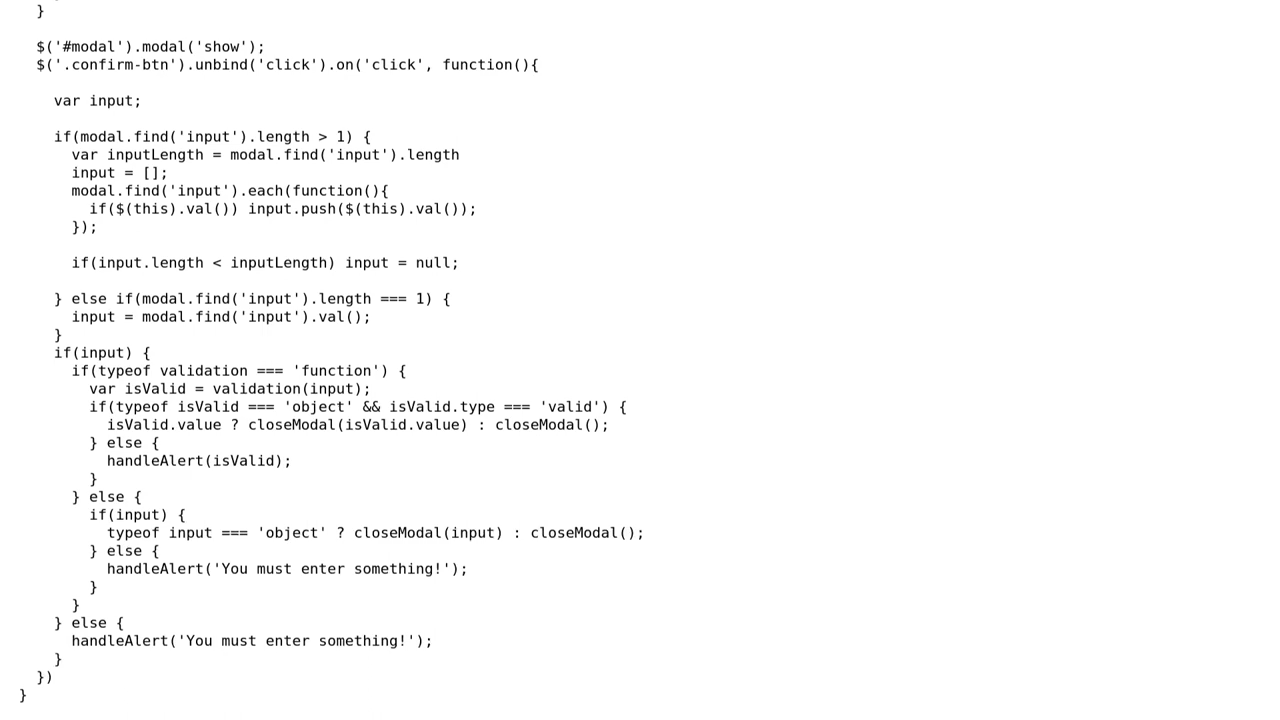 }
$('#modal').modal('show');
$('.confirm-btn').unbind('click').on('click', function(){
var input;
if(modal.find('input').length > 1) {
var inputLength = modal.find('input').length
input = [];
modal.find('input').each(function(){
if($(this).val()) input.push($(this).val());
});
if(input.length < inputLength) input = null;
} else if(modal.find('input').length === 1) {
input = modal.find('input').val();
}
if(input) {
if(typeof validation === 'function') {
var isValid = validation(input);
if(typeof isValid === 'object' && isValid.type === 'valid') {
isValid.value ? closeModal(isValid.value) : closeModal();
} else {
handleAlert(isValid);
}
} else {
if(input) {
typeof input === 'object' ? closeModal(input) : closeModal();
} else {
handleAlert('You must enter something!');
}
}
} else {
handleAlert('You must enter something!');
}
})
}